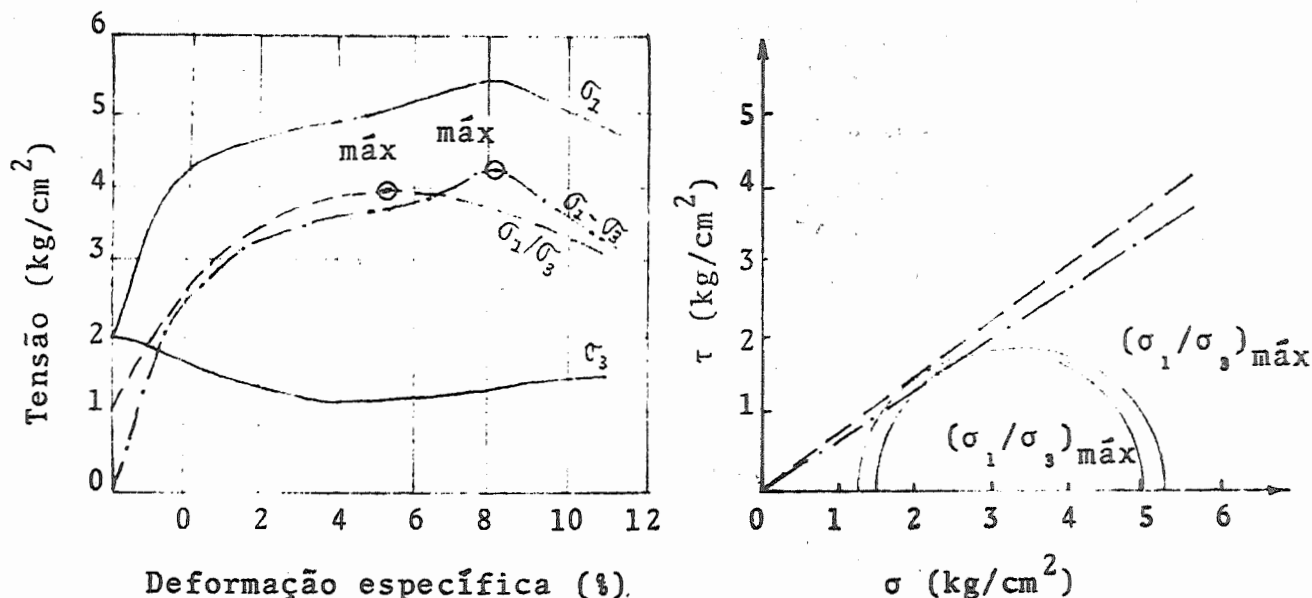 6
5
4
3
2
1
0
Tensão (kg/cm²)
σ₁
máx
máx
σ₁-σ₃
σ₁/σ₃
σ₃
0 2 4 6 8 10 12
Deformação específica (%)
5
4
3
2
1
τ (kg/cm²)
(σ₁/σ₃)máx
(σ₁/σ₃)máx
0 1 2 3 4 5 6
σ (kg/cm²)